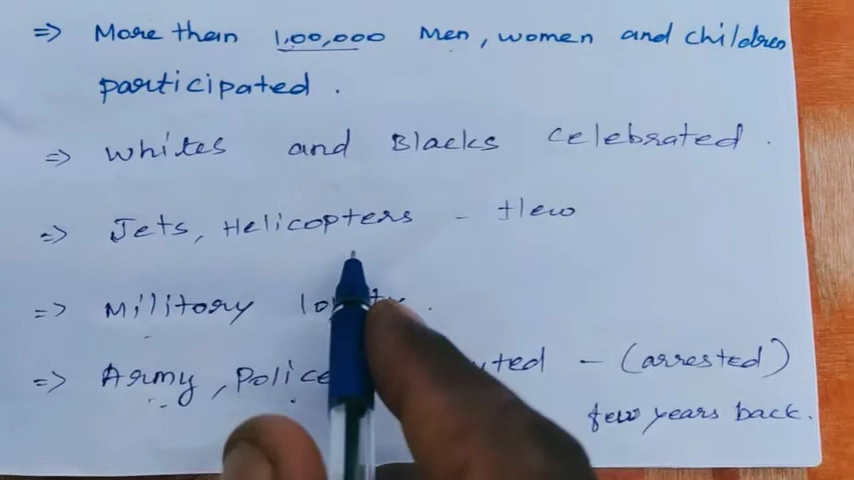 ⇒ More than 1,00,000 Men, women and children
participated.
⇒ Whites and Blacks celebrated.
⇒ Jets, Helicopters - flew
⇒ Military
⇒ Army, Police - (arrested)
few years back.